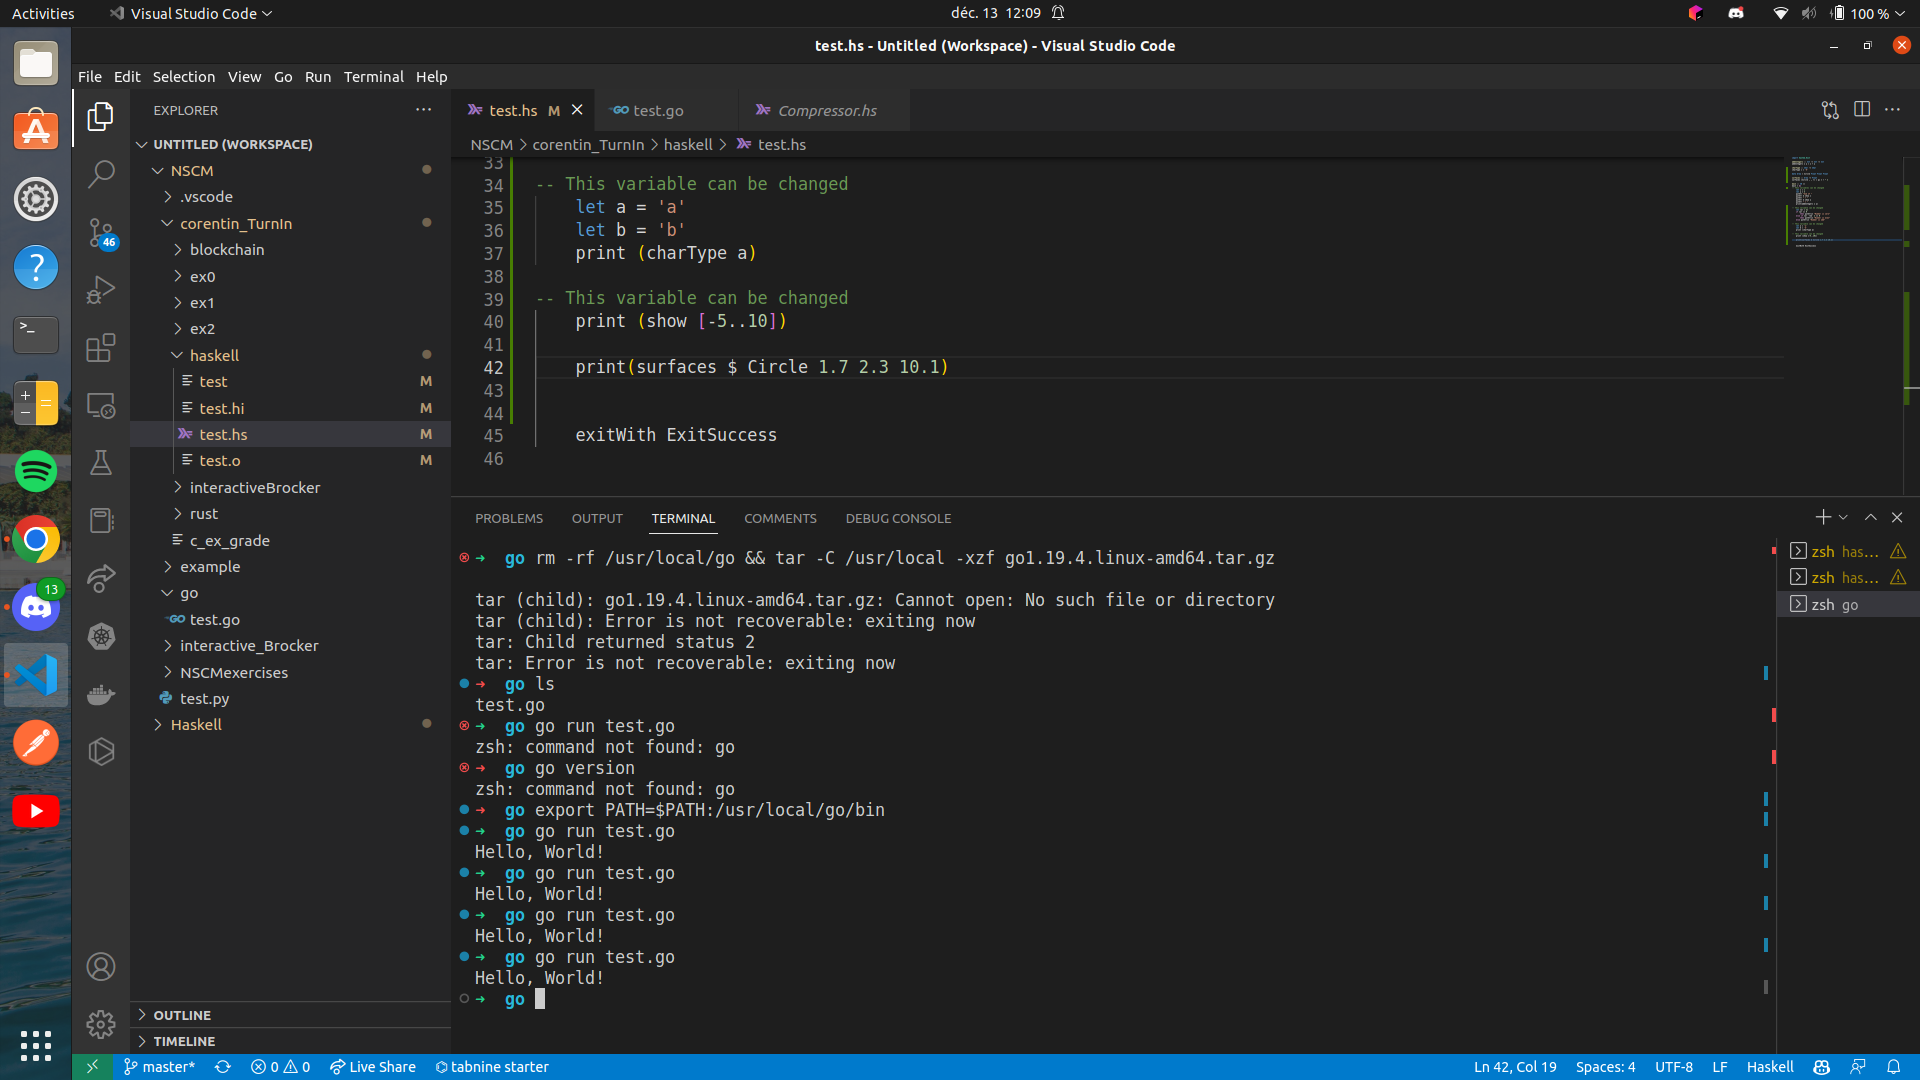 Activities
Visual Studio Code
déc. 13 12:09
100 %
test.hs - Untitled (Workspace) - Visual Studio Code
File Edit Selection View Go Run Terminal Help
EXPLORER
UNTITLED (WORKSPACE)
NSCM
.vscode
corentin_TurnIn
blockchain
ex0
ex1
ex2
haskell
test M
test.hi M
test.hs M
test.o M
interactiveBrocker
rust
c_ex_grade
example
go
test.go
interactive_Brocker
NSCMexercises
test.py
Haskell
OUTLINE
TIMELINE
46
13
test.hs M
test.go
Compressor.hs
NSCM > corentin_TurnIn > haskell > test.hs
33
34 -- This variable can be changed
35 let a = 'a'
36 let b = 'b'
37 print (charType a)
38
39 -- This variable can be changed
40 print (show [-5..10])
41
42 print(surfaces $ Circle 1.7 2.3 10.1)
43
44
45 exitWith ExitSuccess
46
PROBLEMS OUTPUT TERMINAL COMMENTS DEBUG CONSOLE
go rm -rf /usr/local/go && tar -C /usr/local -xzf go1.19.4.linux-amd64.tar.gz
tar (child): go1.19.4.linux-amd64.tar.gz: Cannot open: No such file or directory
tar (child): Error is not recoverable: exiting now
tar: Child returned status 2
tar: Error is not recoverable: exiting now
go ls
test.go
go go run test.go
zsh: command not found: go
go go version
zsh: command not found: go
go export PATH=$PATH:/usr/local/go/bin
go go run test.go
Hello, World!
go go run test.go
Hello, World!
go go run test.go
Hello, World!
go go run test.go
Hello, World!
go
zsh has...
zsh has...
zsh go
master*
0 0
Live Share
tabnine starter
Ln 42, Col 19
Spaces: 4
UTF-8
LF
Haskell